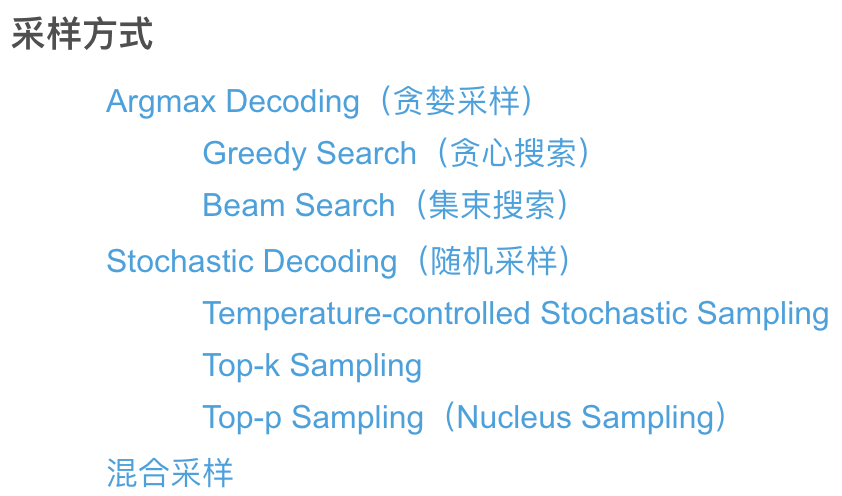 采样方式
Argmax Decoding（贪婪采样）
Greedy Search（贪心搜索）
Beam Search（集束搜索）
Stochastic Decoding（随机采样）
Temperature-controlled Stochastic Sampling
Top-k Sampling
Top-p Sampling（Nucleus Sampling）
混合采样